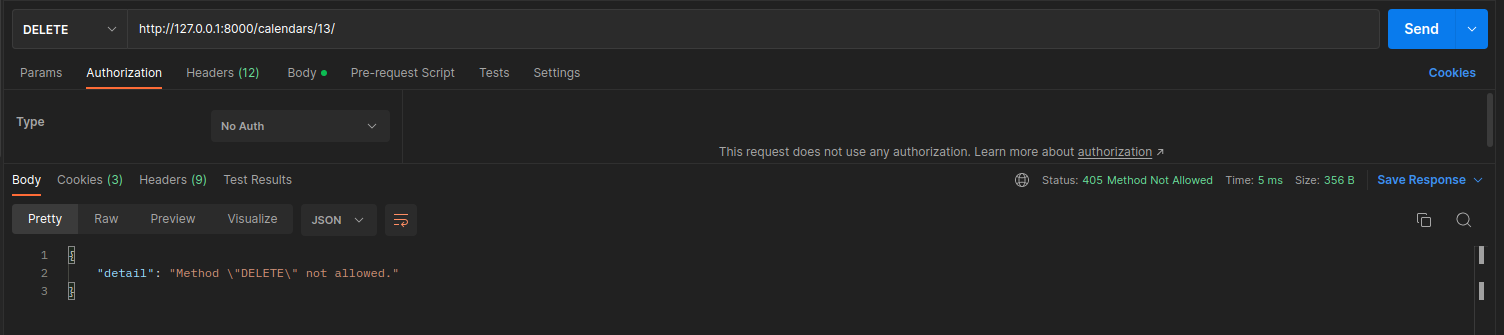 DELETE http://127.0.0.1:8000/calendars/13/ Send
Params Authorization Headers (12) Body Pre-request Script Tests Settings Cookies
Type No Auth
This request does not use any authorization. Learn more about authorization ↗
Body Cookies (3) Headers (9) Test Results Status: 405 Method Not Allowed Time: 5 ms Size: 356 B Save Response
Pretty Raw Preview Visualize JSON
1 {
2 "detail": "Method \"DELETE\" not allowed."
3 }